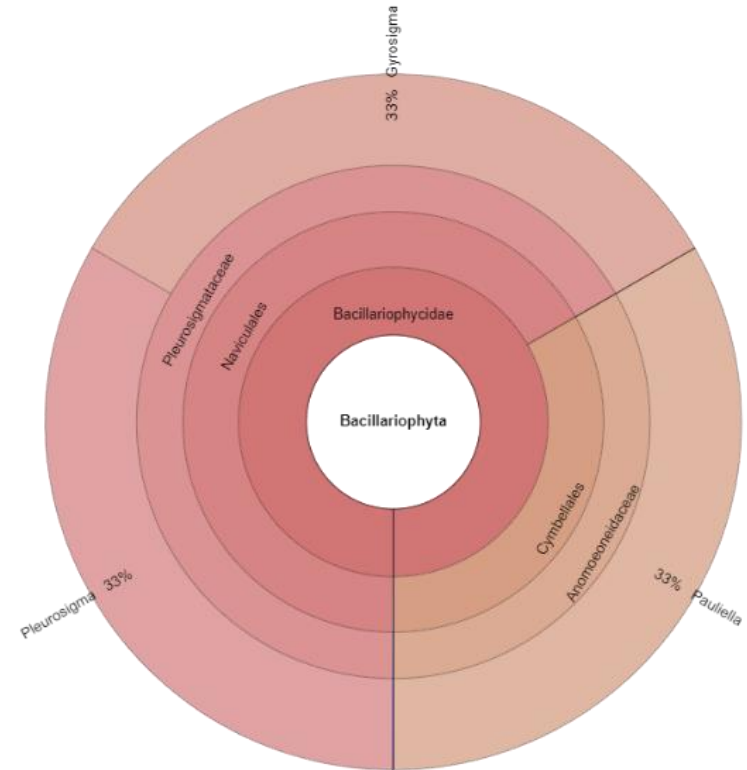 Gyrosigma
33%
Pleurosigmataceae
Naviculales
Bacillariophycidae
Bacillariophyta
Cymbellales
Anomoeoneidaceae
Pleurosigma 33%
33% Pauliella